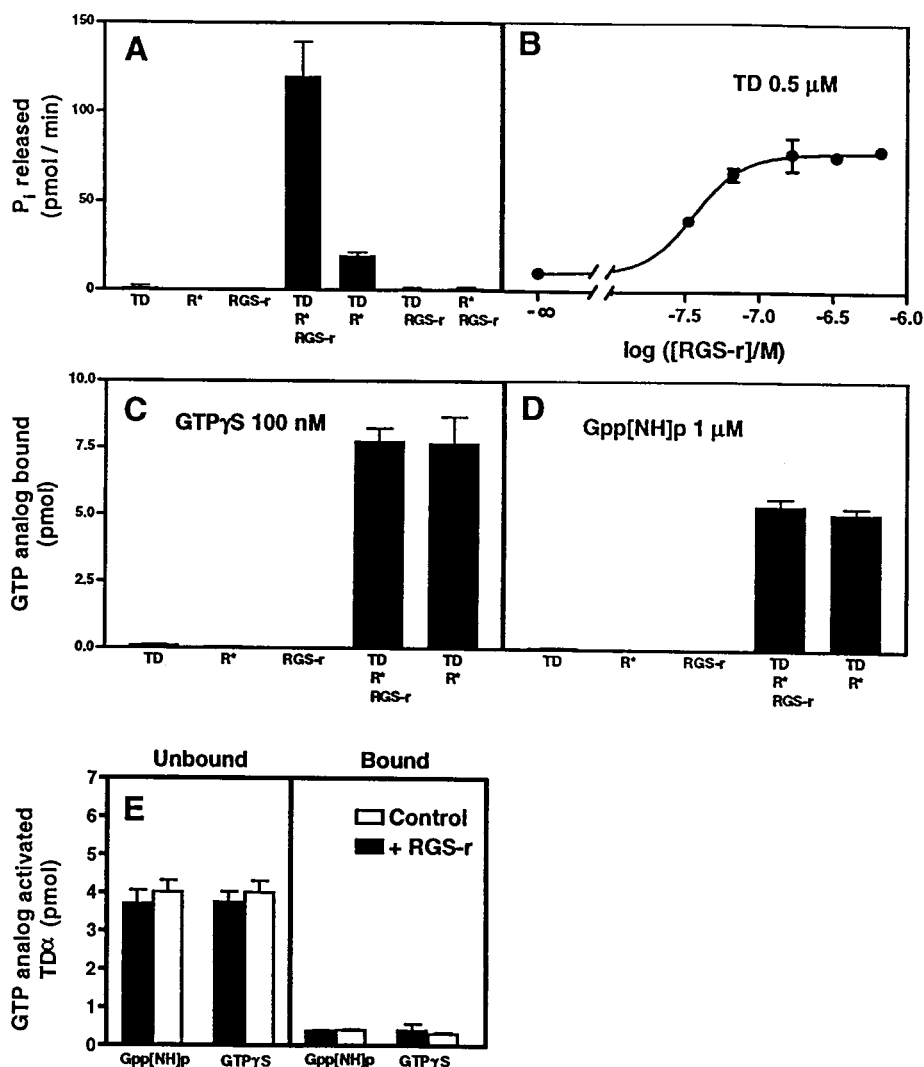 A
P_i released
(pmol / min)
150
100
50
0
TD
R*
RGS-r
TD
R*
RGS-r
TD
R*
TD
RGS-r
R*
RGS-r
B
TD 0.5 µM
-∞
-7.5
-7.0
-6.5
-6.0
log ([RGS-r]/M)
C
GTPγS 100 nM
GTP analog bound
(pmol)
10.0
7.5
5.0
2.5
0.0
TD
R*
RGS-r
TD
R*
RGS-r
TD
R*
D
Gpp[NH]p 1 µM
TD
R*
RGS-r
TD
R*
RGS-r
TD
R*
Unbound
Bound
E
GTP analog activated
TDα (pmol)
7
6
5
4
3
2
1
0
Control
+ RGS-r
Gpp[NH]p
GTPγS
Gpp[NH]p
GTPγS